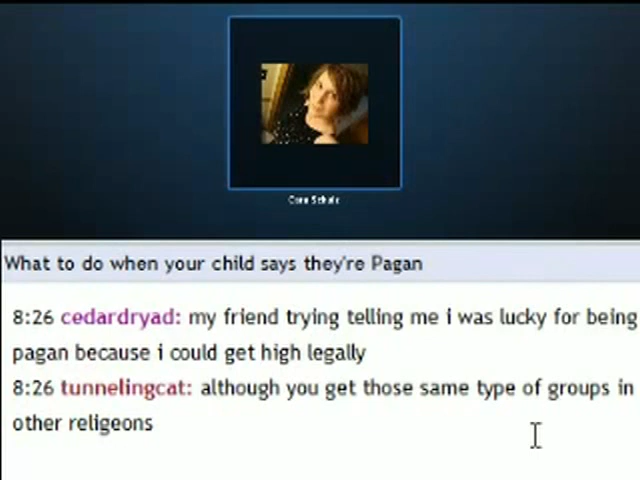 Cara Schulz
What to do when your child says they're Pagan
8:26 cedardryad: my friend trying telling me i was lucky for being
pagan because i could get high legally
8:26 tunnelingcat: although you get those same type of groups in
other religeons